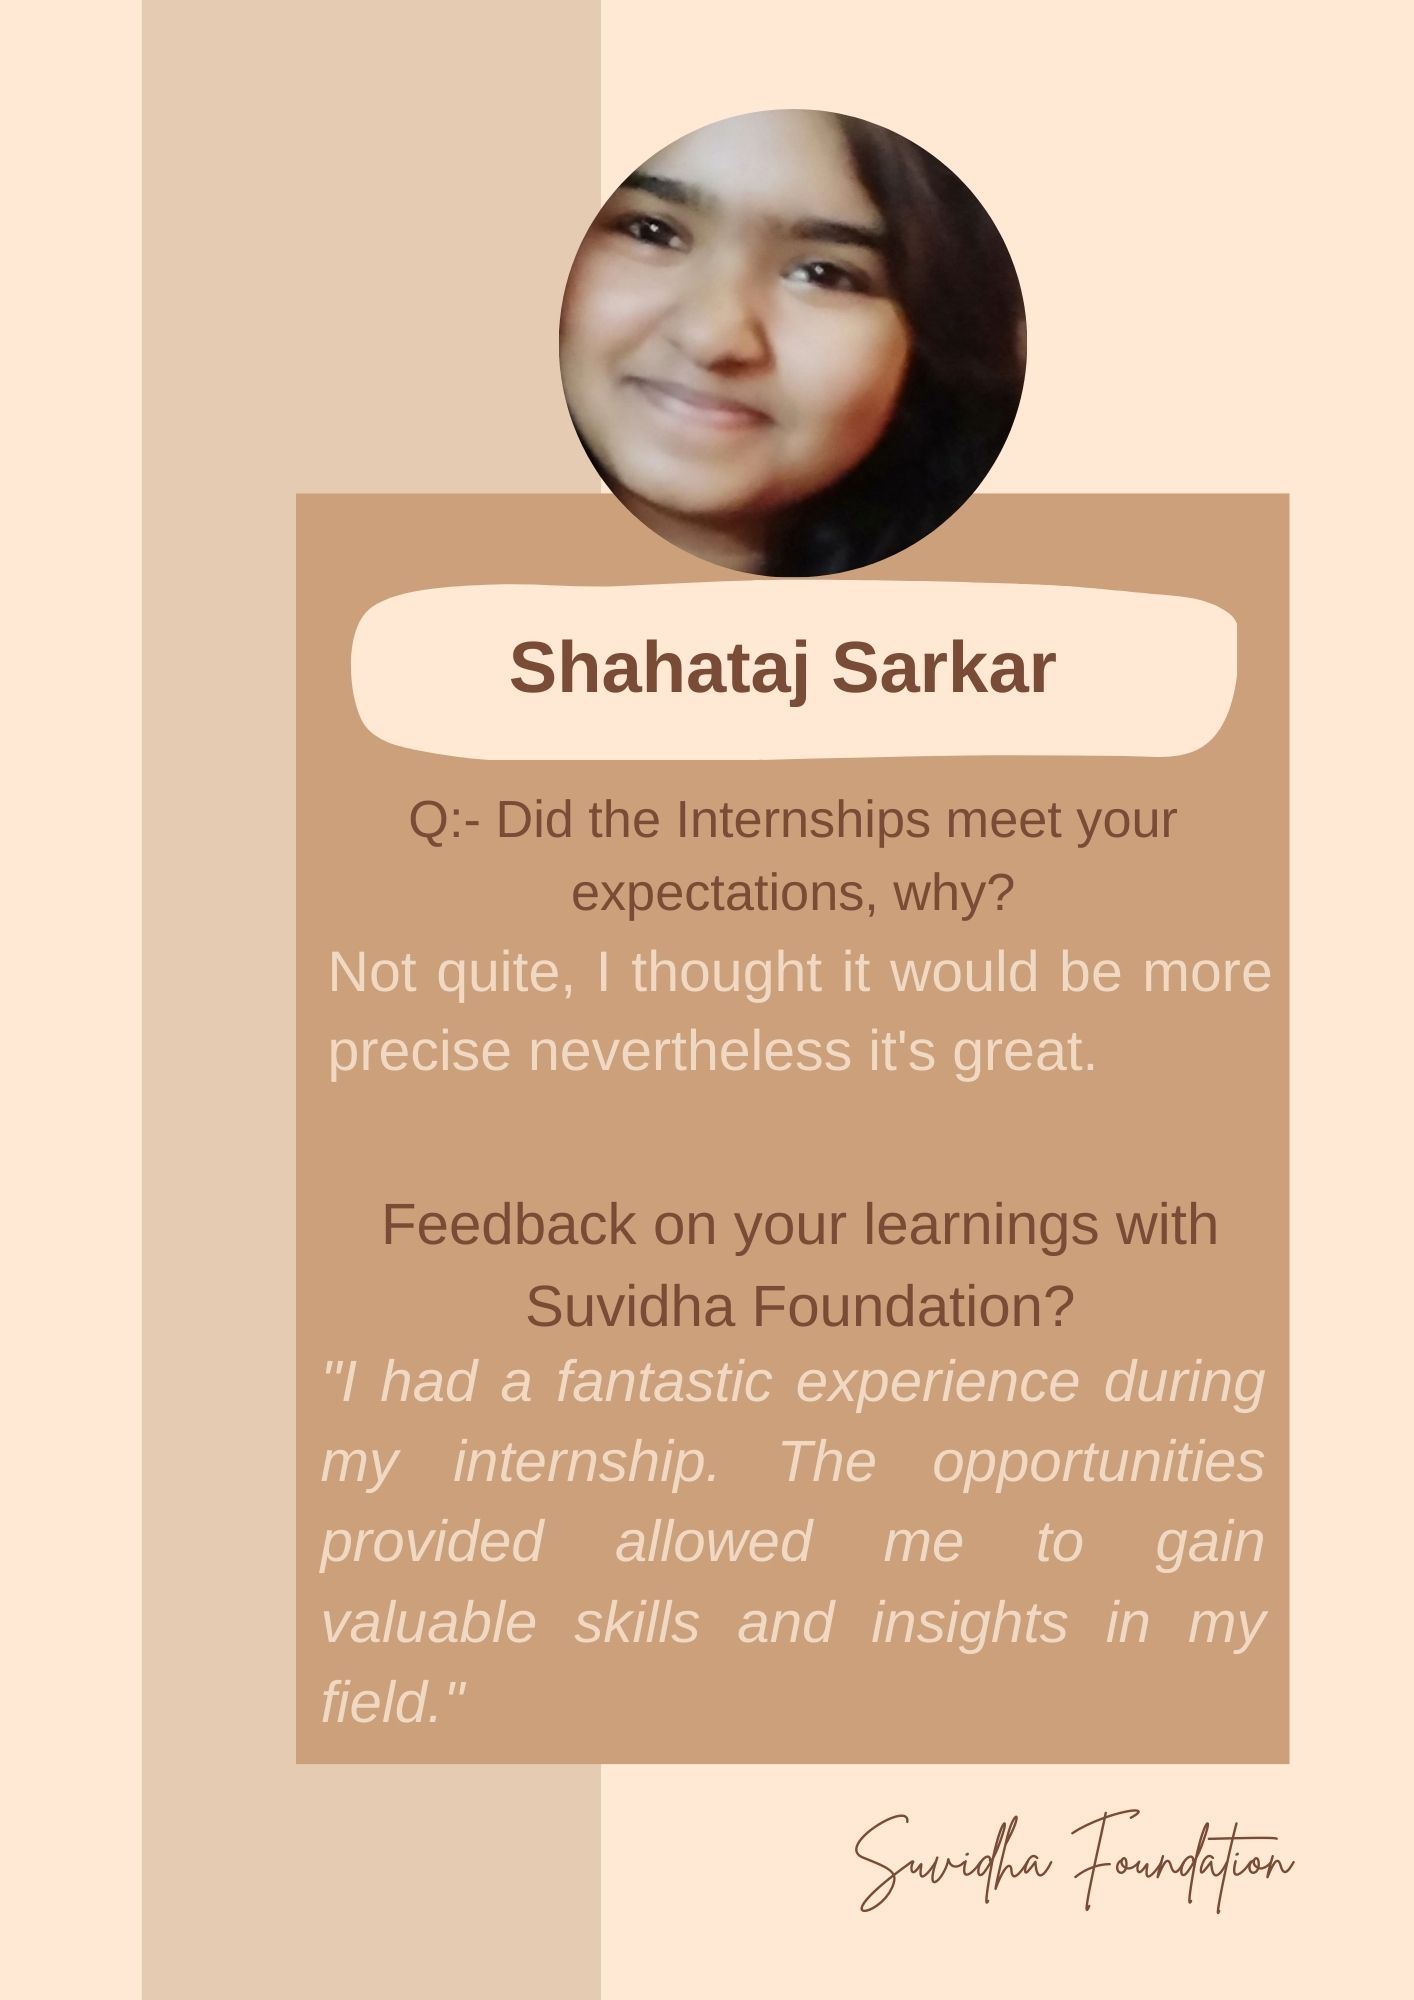 Shahataj Sarkar
Q:- Did the Internships meet your
expectations, why?
Not quite, I thought it would be more
precise nevertheless it's great.
Feedback on your learnings with
Suvidha Foundation?
"I had a fantastic experience during
my internship. The opportunities
provided allowed me to gain
valuable skills and insights in my
field."
Suvidha Foundation